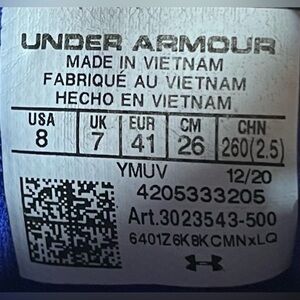 UNDER ARMOUR
MADE IN VIETNAM
FABRIQUÉ AU VIETNAM
HECHO EN VIETNAM
USA UK EUR CM CHN
8 7 41 26 260(2.5)
YMUV 12/20
4205333205
Art.3023543-500
6401Z6K8KCMNxLQ